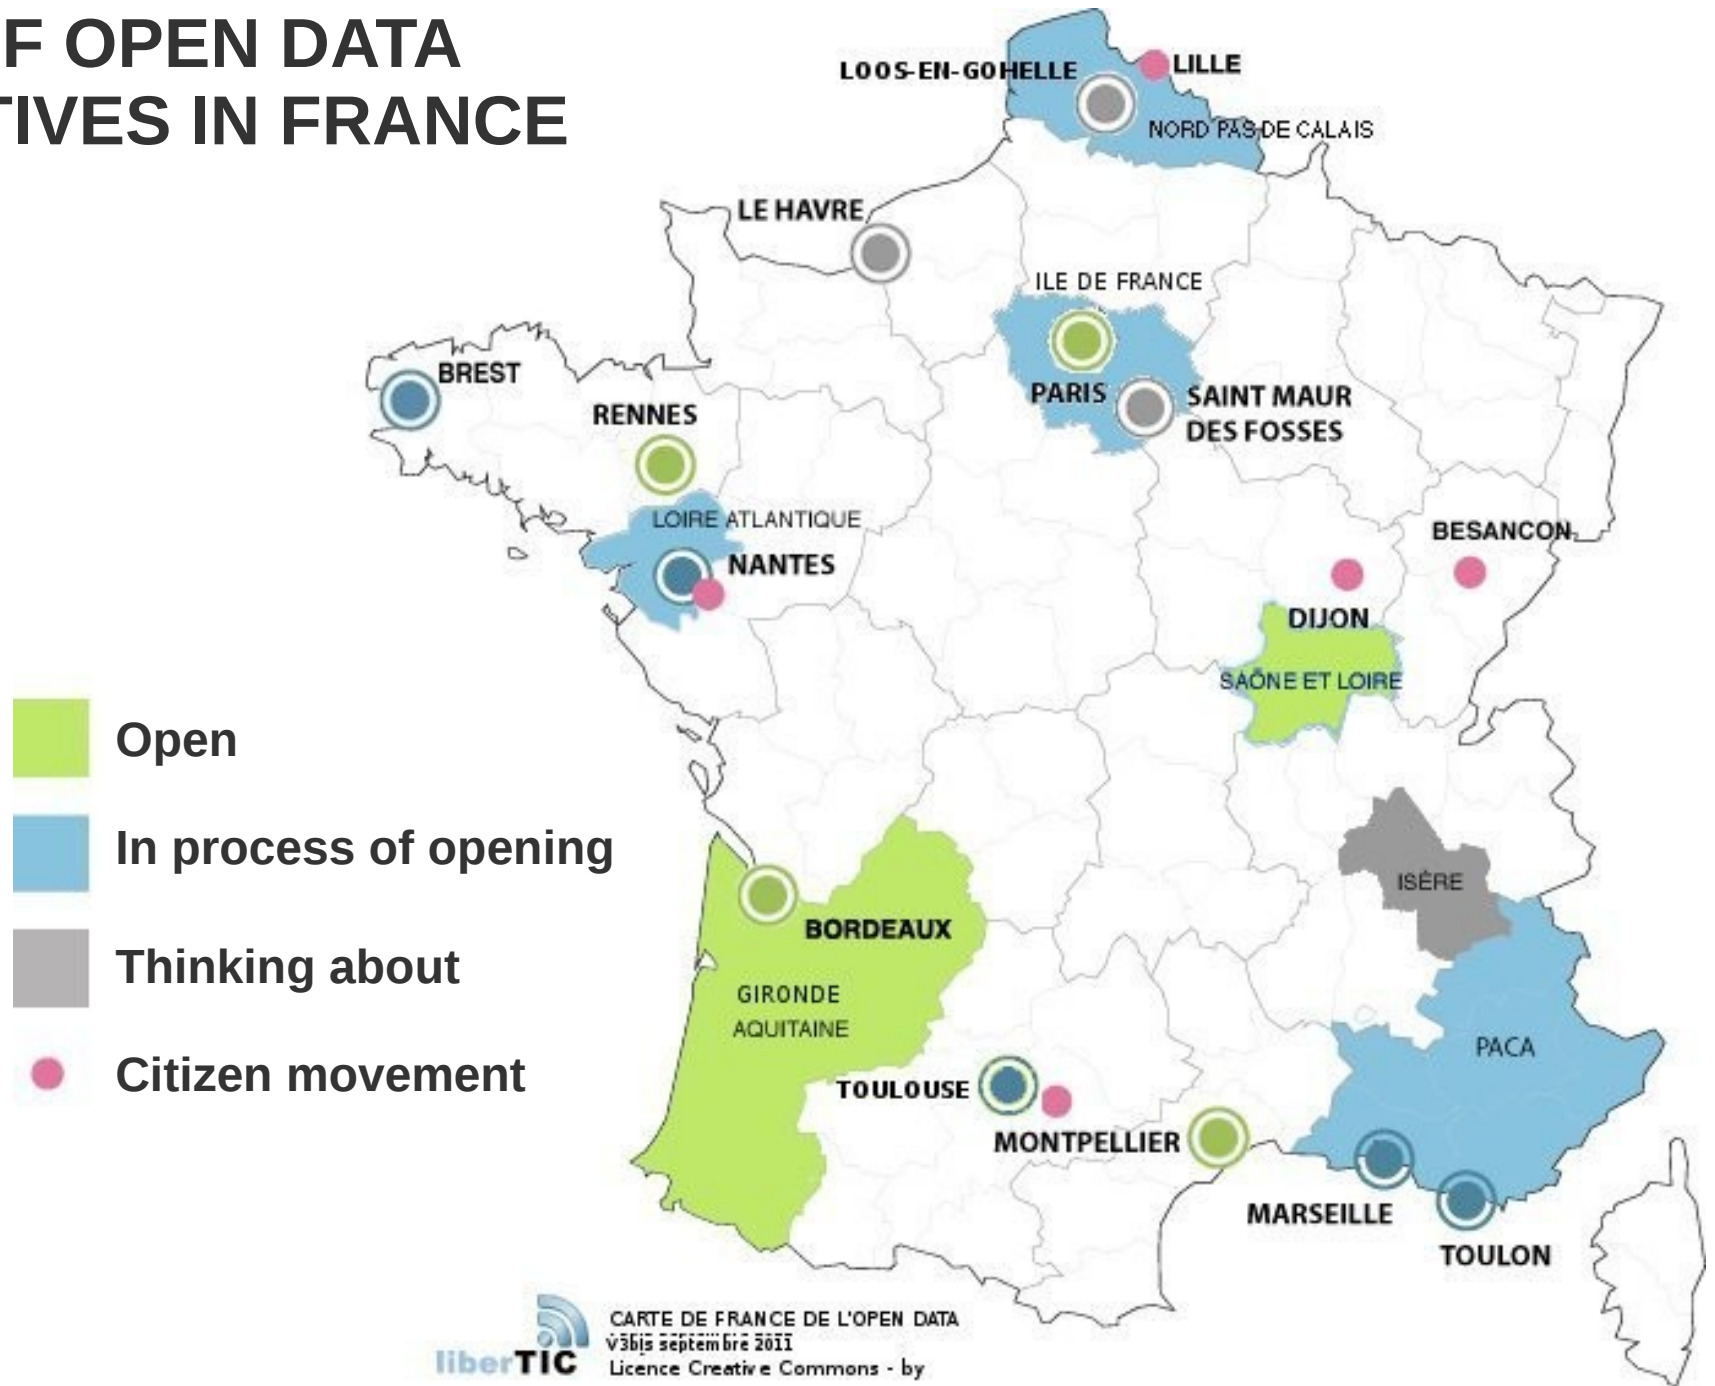 F OPEN DATA
TIVES IN FRANCE
LOOS-EN-GOHELLE
LILLE
NORD PAS DE CALAIS
LE HAVRE
ILE DE FRANCE
BREST
PARIS
SAINT MAUR
DES FOSSES
RENNES
LOIRE ATLANTIQUE
BESANCON
NANTES
DIJON
SAÔNE ET LOIRE
Open
In process of opening
ISÈRE
BORDEAUX
Thinking about
GIRONDE
AQUITAINE
PACA
Citizen movement
TOULOUSE
MONTPELLIER
MARSEILLE
TOULON
CARTE DE FRANCE DE L'OPEN DATA
v3bis septembre 2011
liberTIC
Licence Creative Commons - by